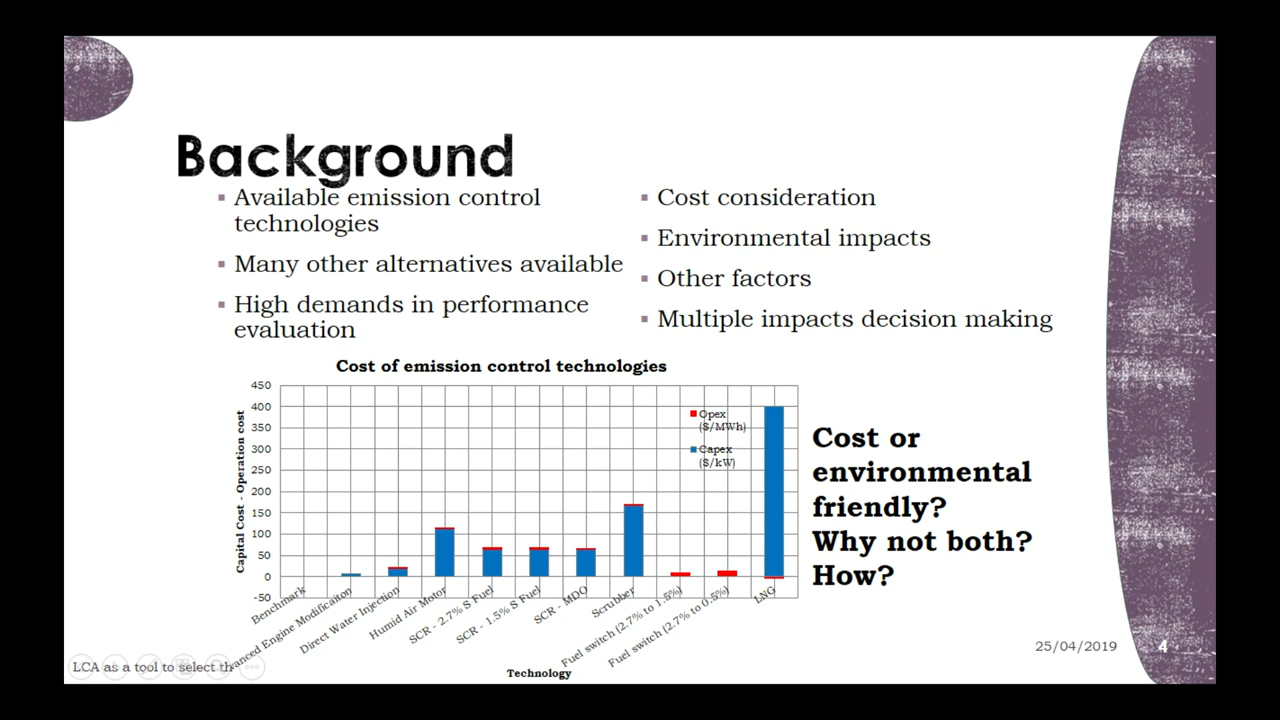 Background
Available emission control
technologies
Many other alternatives available
High demands in performance
evaluation
Cost consideration
Environmental impacts
Other factors
Multiple impacts decision making
Cost of emission control technologies
Capital Cost - Operation cost
450
400
350
300
250
200
150
100
50
0
-50
Opex
($/MWh)
Capex
($/kW)
Benchmark
anced Engine Modificaiton
Direct Water Injection
Humid Air Motor
SCR - 2.7% S Fuel
SCR - 1.5% S Fuel
SCR - MDO
Scrubber
Fuel switch (2.7% to 1.5%)
Fuel switch (2.7% to 0.5%)
LNG
Technology
Cost or
environmental
friendly?
Why not both?
How?
LCA as a tool to select th
25/04/2019
4